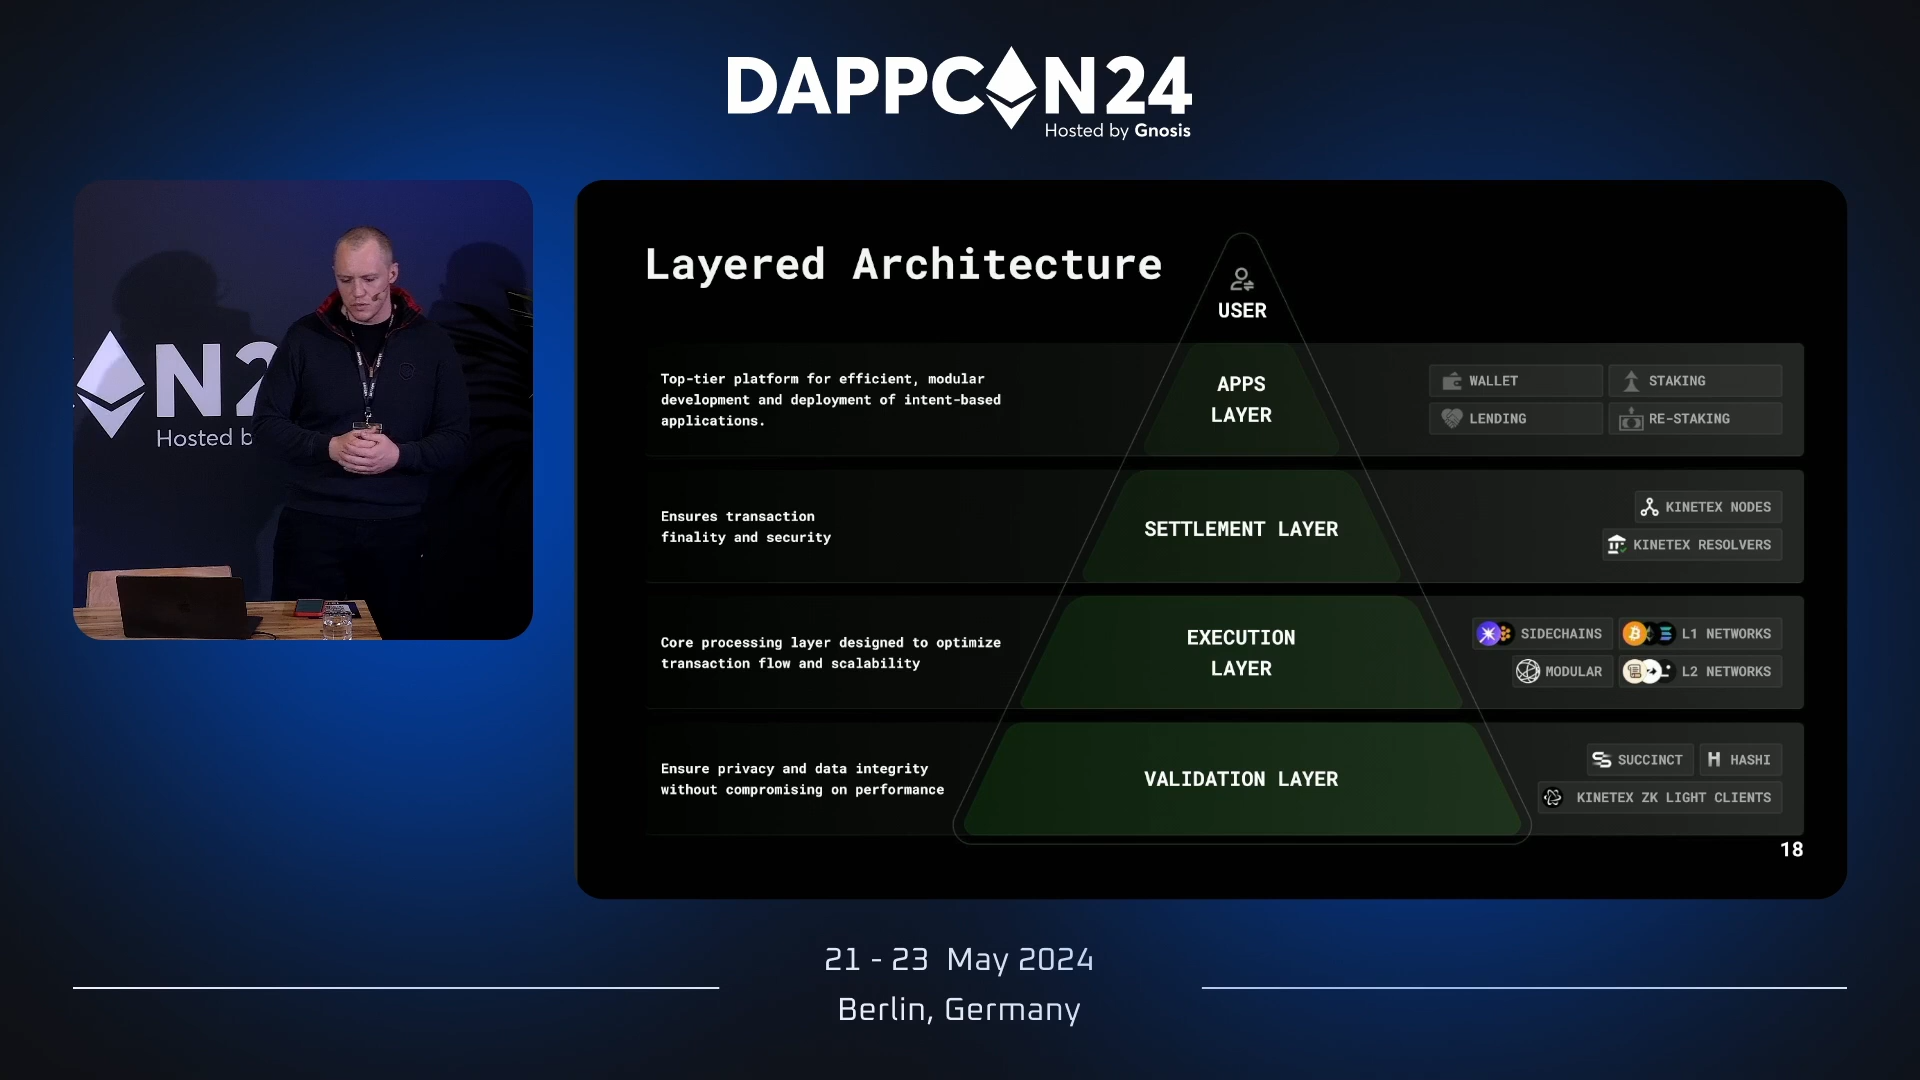 DAPPCON24
Hosted by Gnosis
N2
Hosted b
Layered Architecture
USER
Top-tier platform for efficient, modular
development and deployment of intent-based
applications.
APPS
LAYER
WALLET
STAKING
LENDING
RE-STAKING
Ensures transaction
finality and security
SETTLEMENT LAYER
KINETEX NODES
KINETEX RESOLVERS
Core processing layer designed to optimize
transaction flow and scalability
EXECUTION
LAYER
SIDECHAINS
L1 NETWORKS
MODULAR
L2 NETWORKS
Ensure privacy and data integrity
without compromising on performance
VALIDATION LAYER
SUCCINCT
HASHI
KINETEX ZK LIGHT CLIENTS
18
21 - 23 May 2024
Berlin, Germany